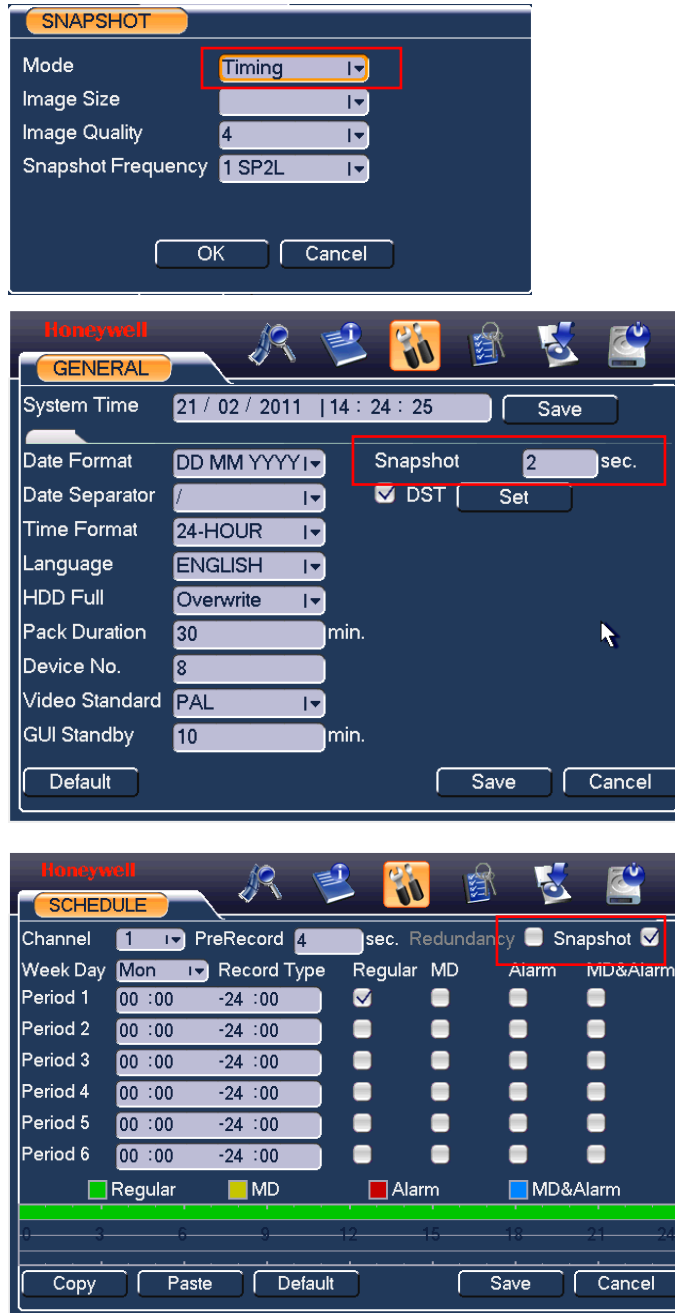 SNAPSHOT
Mode Timing
Image Size
Image Quality 4
Snapshot Frequency 1 SP2L
OK Cancel
Honeywell
GENERAL
System Time 21 / 02 / 2011 | 14 : 24 : 25 Save
Date Format DD MM YYYY Snapshot 2 sec.
Date Separator / DST Set
Time Format 24-HOUR
Language ENGLISH
HDD Full Overwrite
Pack Duration 30 min.
Device No. 8
Video Standard PAL
GUI Standby 10 min.
Default Save Cancel
Honeywell
SCHEDULE
Channel 1 PreRecord 4 sec. Redundancy Snapshot
Week Day Mon Record Type Regular MD Alarm MD&Alarm
Period 1 00 :00 -24 :00
Period 2 00 :00 -24 :00
Period 3 00 :00 -24 :00
Period 4 00 :00 -24 :00
Period 5 00 :00 -24 :00
Period 6 00 :00 -24 :00
Regular MD Alarm MD&Alarm
0 3 6 9 12 15 18 21 24
Copy Paste Default Save Cancel